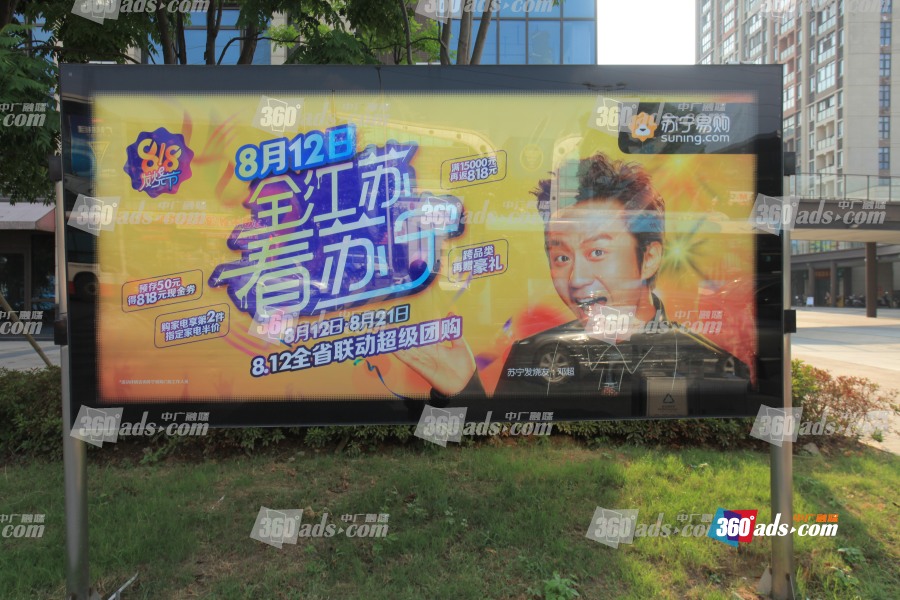 818
发烧节
8月12日
全江苏
看苏宁
满15000元
再返818元
苏宁易购
suning.com
跨品类
再赠豪礼
预存50元
得818元现金券
购家电享第2件
指定家电半价
8月12日-8月21日
8.12全省联动超级团购
苏宁发烧友:邓超
中广融媒
360°ads.com